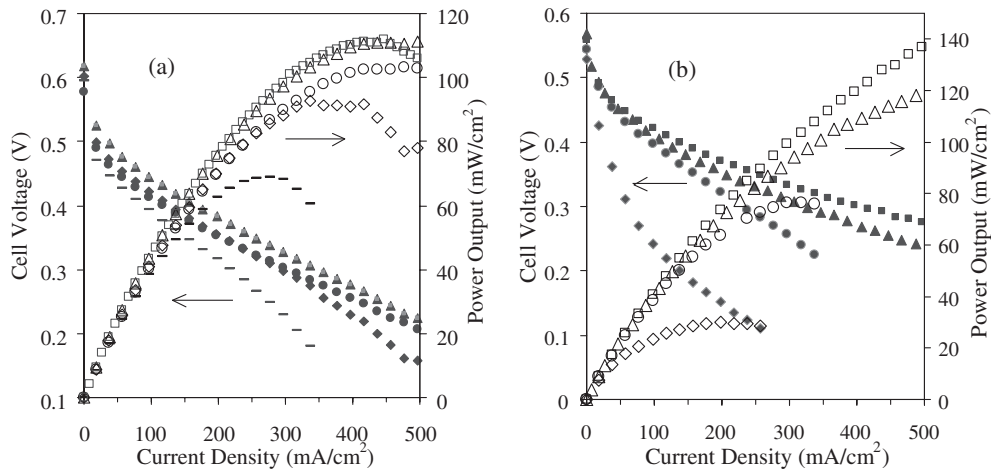 (a)
Cell Voltage (V)
0.7
0.6
0.5
0.4
0.3
0.2
0.1
Power Output (mW/cm²)
120
100
80
60
40
20
0
0 100 200 300 400 500
Current Density (mA/cm²)
(b)
Cell Voltage (V)
0.6
0.5
0.4
0.3
0.2
0.1
0
Power Output (mW/cm²)
140
120
100
80
60
40
20
0
0 100 200 300 400 500
Current Density (mA/cm²)